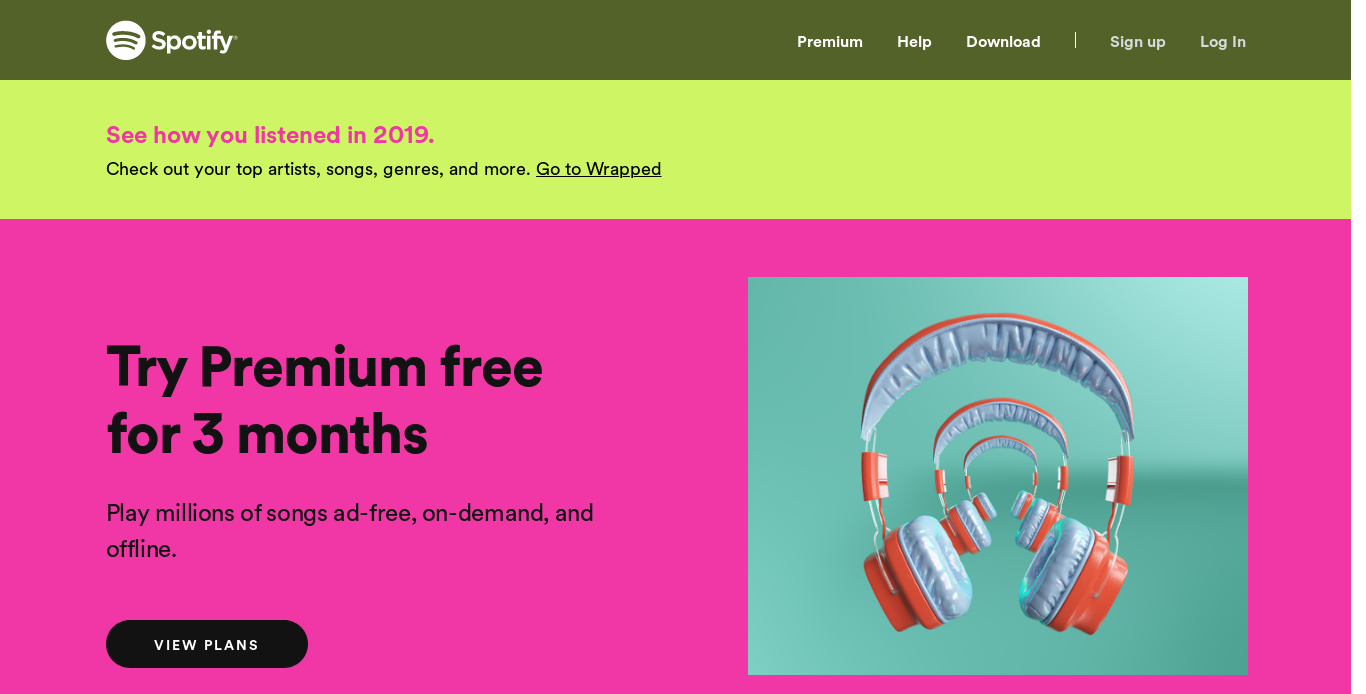 Spotify®
Premium Help Download Sign up Log In
See how you listened in 2019.
Check out your top artists, songs, genres, and more. Go to Wrapped
Try Premium free
for 3 months
Play millions of songs ad-free, on-demand, and
offline.
VIEW PLANS